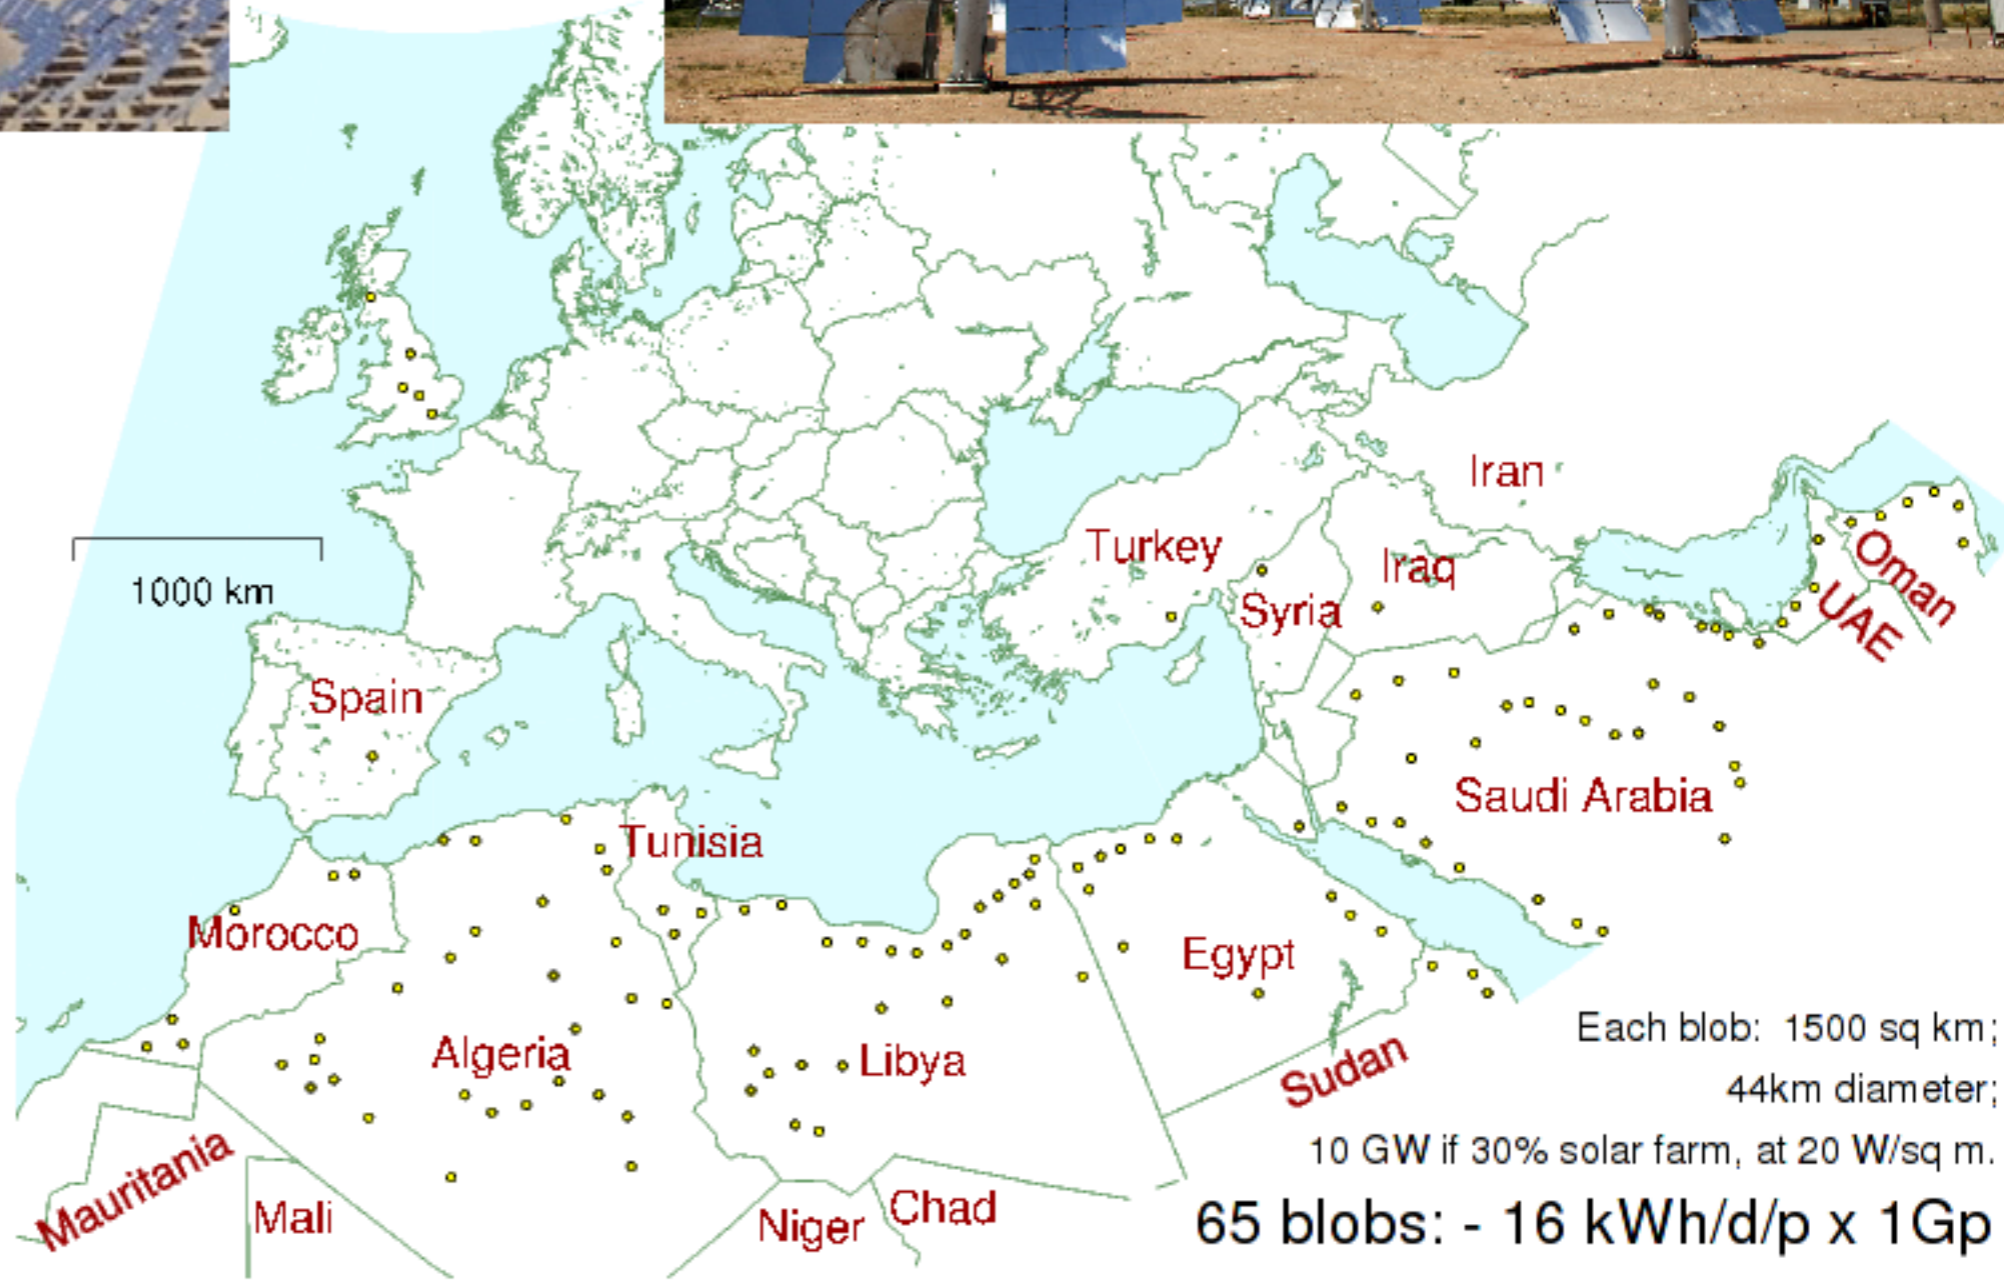 Iran
Turkey
Iraq
Oman
1000 km
Syria
UAE
Spain
Saudi Arabia
Tunisia
Morocco
Egypt
Each blob: 1500 sq km;
Algeria
Libya
Sudan
44km diameter;
10 GW if 30% solar farm, at 20 W/sq m.
Mauritania
Mali
Niger
Chad
65 blobs: - 16 kWh/d/p x 1Gp